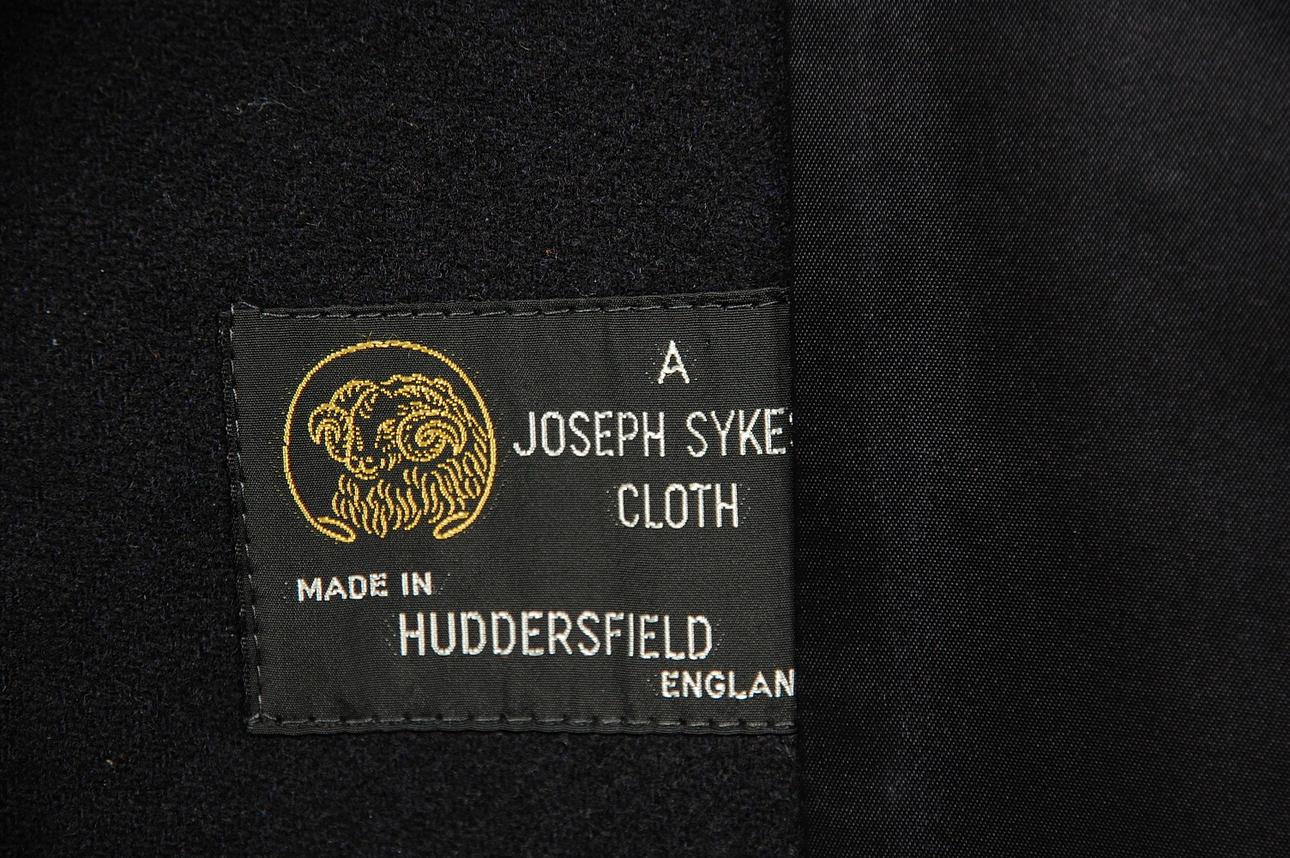 A
JOSEPH SYKES
CLOTH
MADE IN
HUDDERSFIELD
ENGLAN